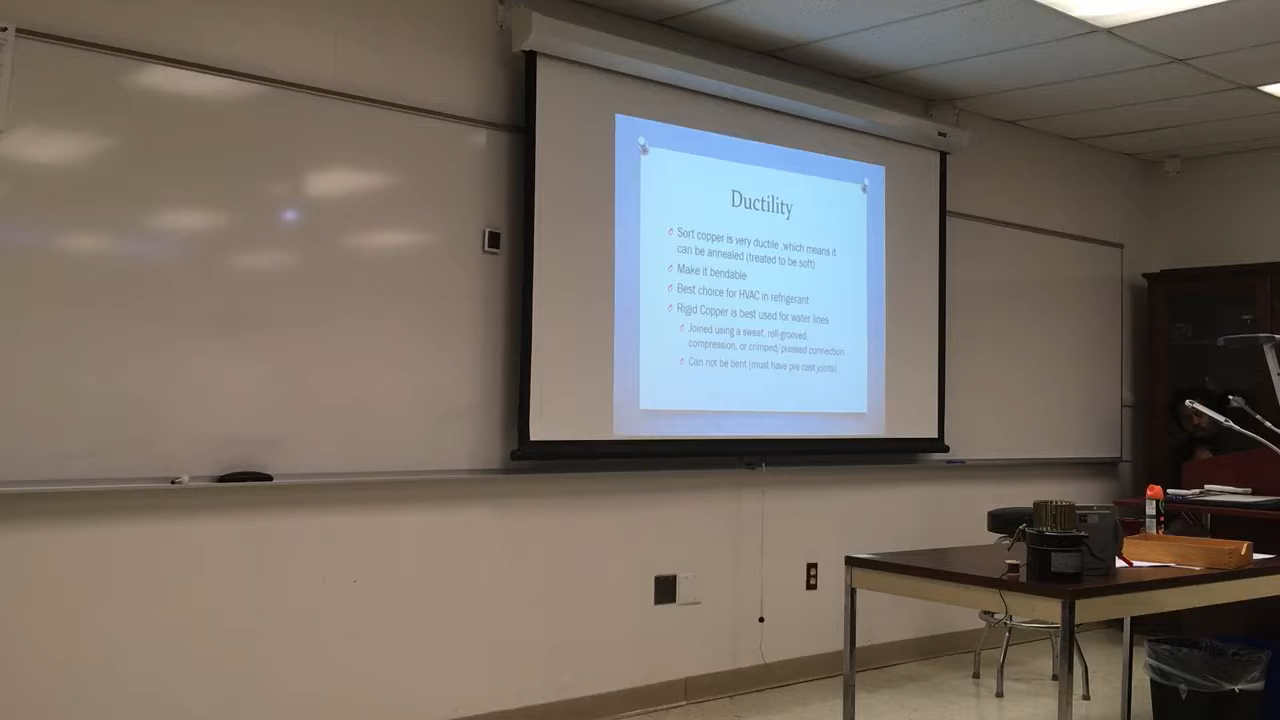 Ductility
Sort copper is very ductile ,which means it
can be annealed (treated to be soft)
Make it bendable
Best choice for HVAC in refrigerant
Rigid Copper is best used for water lines
Joined using a sweat, roll-grooved,
compression, or crimped/pressed connection
Can not be bent (must have pre cast joints)